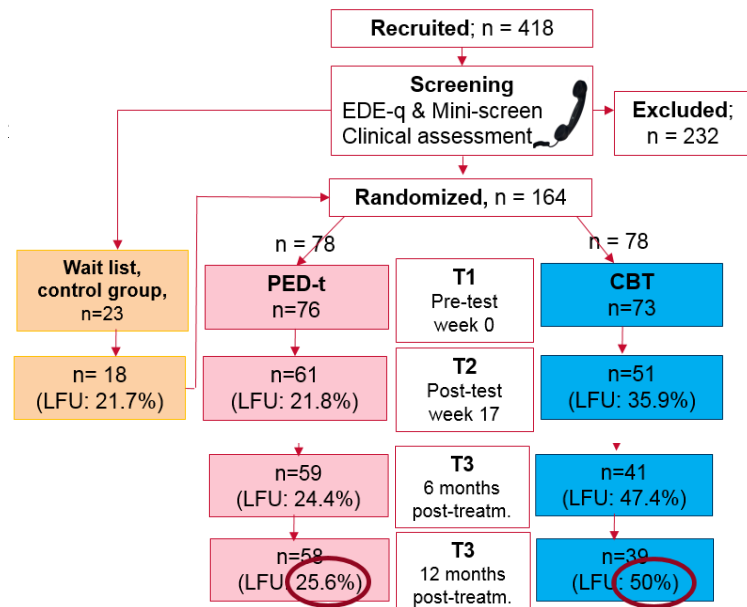 Recruited; n = 418
Screening
EDE-q & Mini-screen
Clinical assessment
Excluded;
n = 232
Randomized, n = 164
n = 78
n = 78
Wait list,
control group,
n=23
PED-t
n=76
T1
Pre-test
week 0
CBT
n=73
n= 18
(LFU: 21.7%)
n=61
(LFU: 21.8%)
T2
Post-test
week 17
n=51
(LFU: 35.9%)
n=59
(LFU: 24.4%)
T3
6 months
post-treatm.
n=41
(LFU: 47.4%)
n=58
(LFU: 25.6%)
T3
12 months
post-treatm.
n=39
(LFU: 50%)